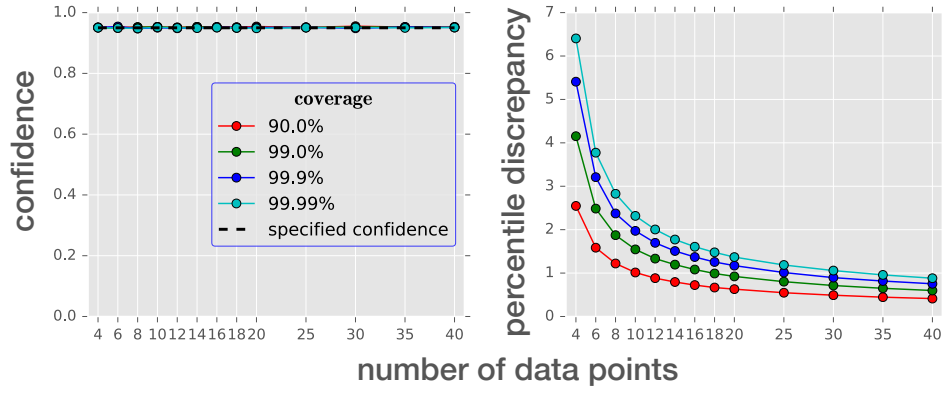 confidence
1.0
0.8
0.6
0.4
0.2
0.0
4 6 8 10 12 14 16 18 20 25 30 35 40
coverage
90.0%
99.0%
99.9%
99.99%
specified confidence
percentile discrepancy
7
6
5
4
3
2
1
0
4 6 8 10 12 14 16 18 20 25 30 35 40
number of data points